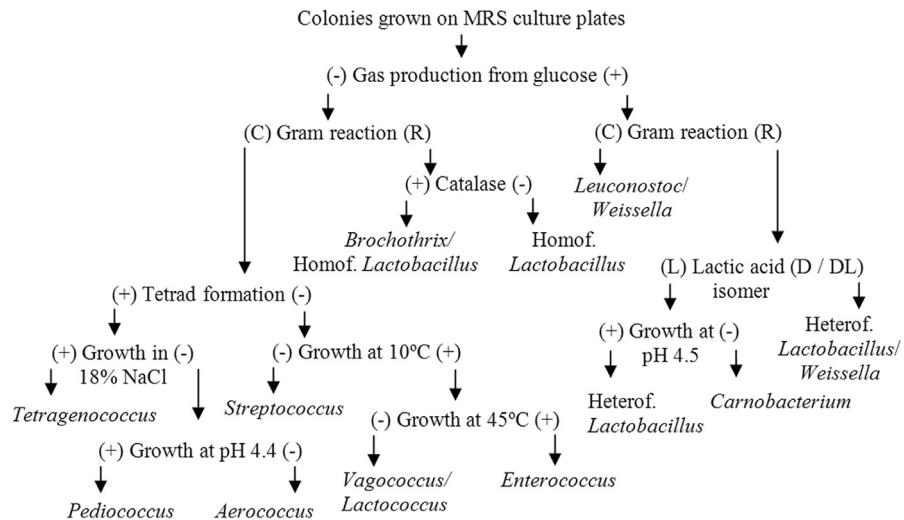 Colonies grown on MRS culture plates
(-) Gas production from glucose (+)
(C) Gram reaction (R)
(C) Gram reaction (R)
(+) Catalase (-)
Leuconostoc/
Weissella
Brochothrix/
Homof. Lactobacillus
Homof.
Lactobacillus
(L) Lactic acid (D / DL)
isomer
(+) Tetrad formation (-)
(+) Growth in (-)
18% NaCl
(-) Growth at 10ºC (+)
(+) Growth at (-)
pH 4.5
Heterof.
Lactobacillus/
Weissella
Tetragenococcus
Streptococcus
(-) Growth at 45ºC (+)
Heterof.
Lactobacillus
Carnobacterium
(+) Growth at pH 4.4 (-)
Vagococcus/
Lactococcus
Enterococcus
Pediococcus
Aerococcus